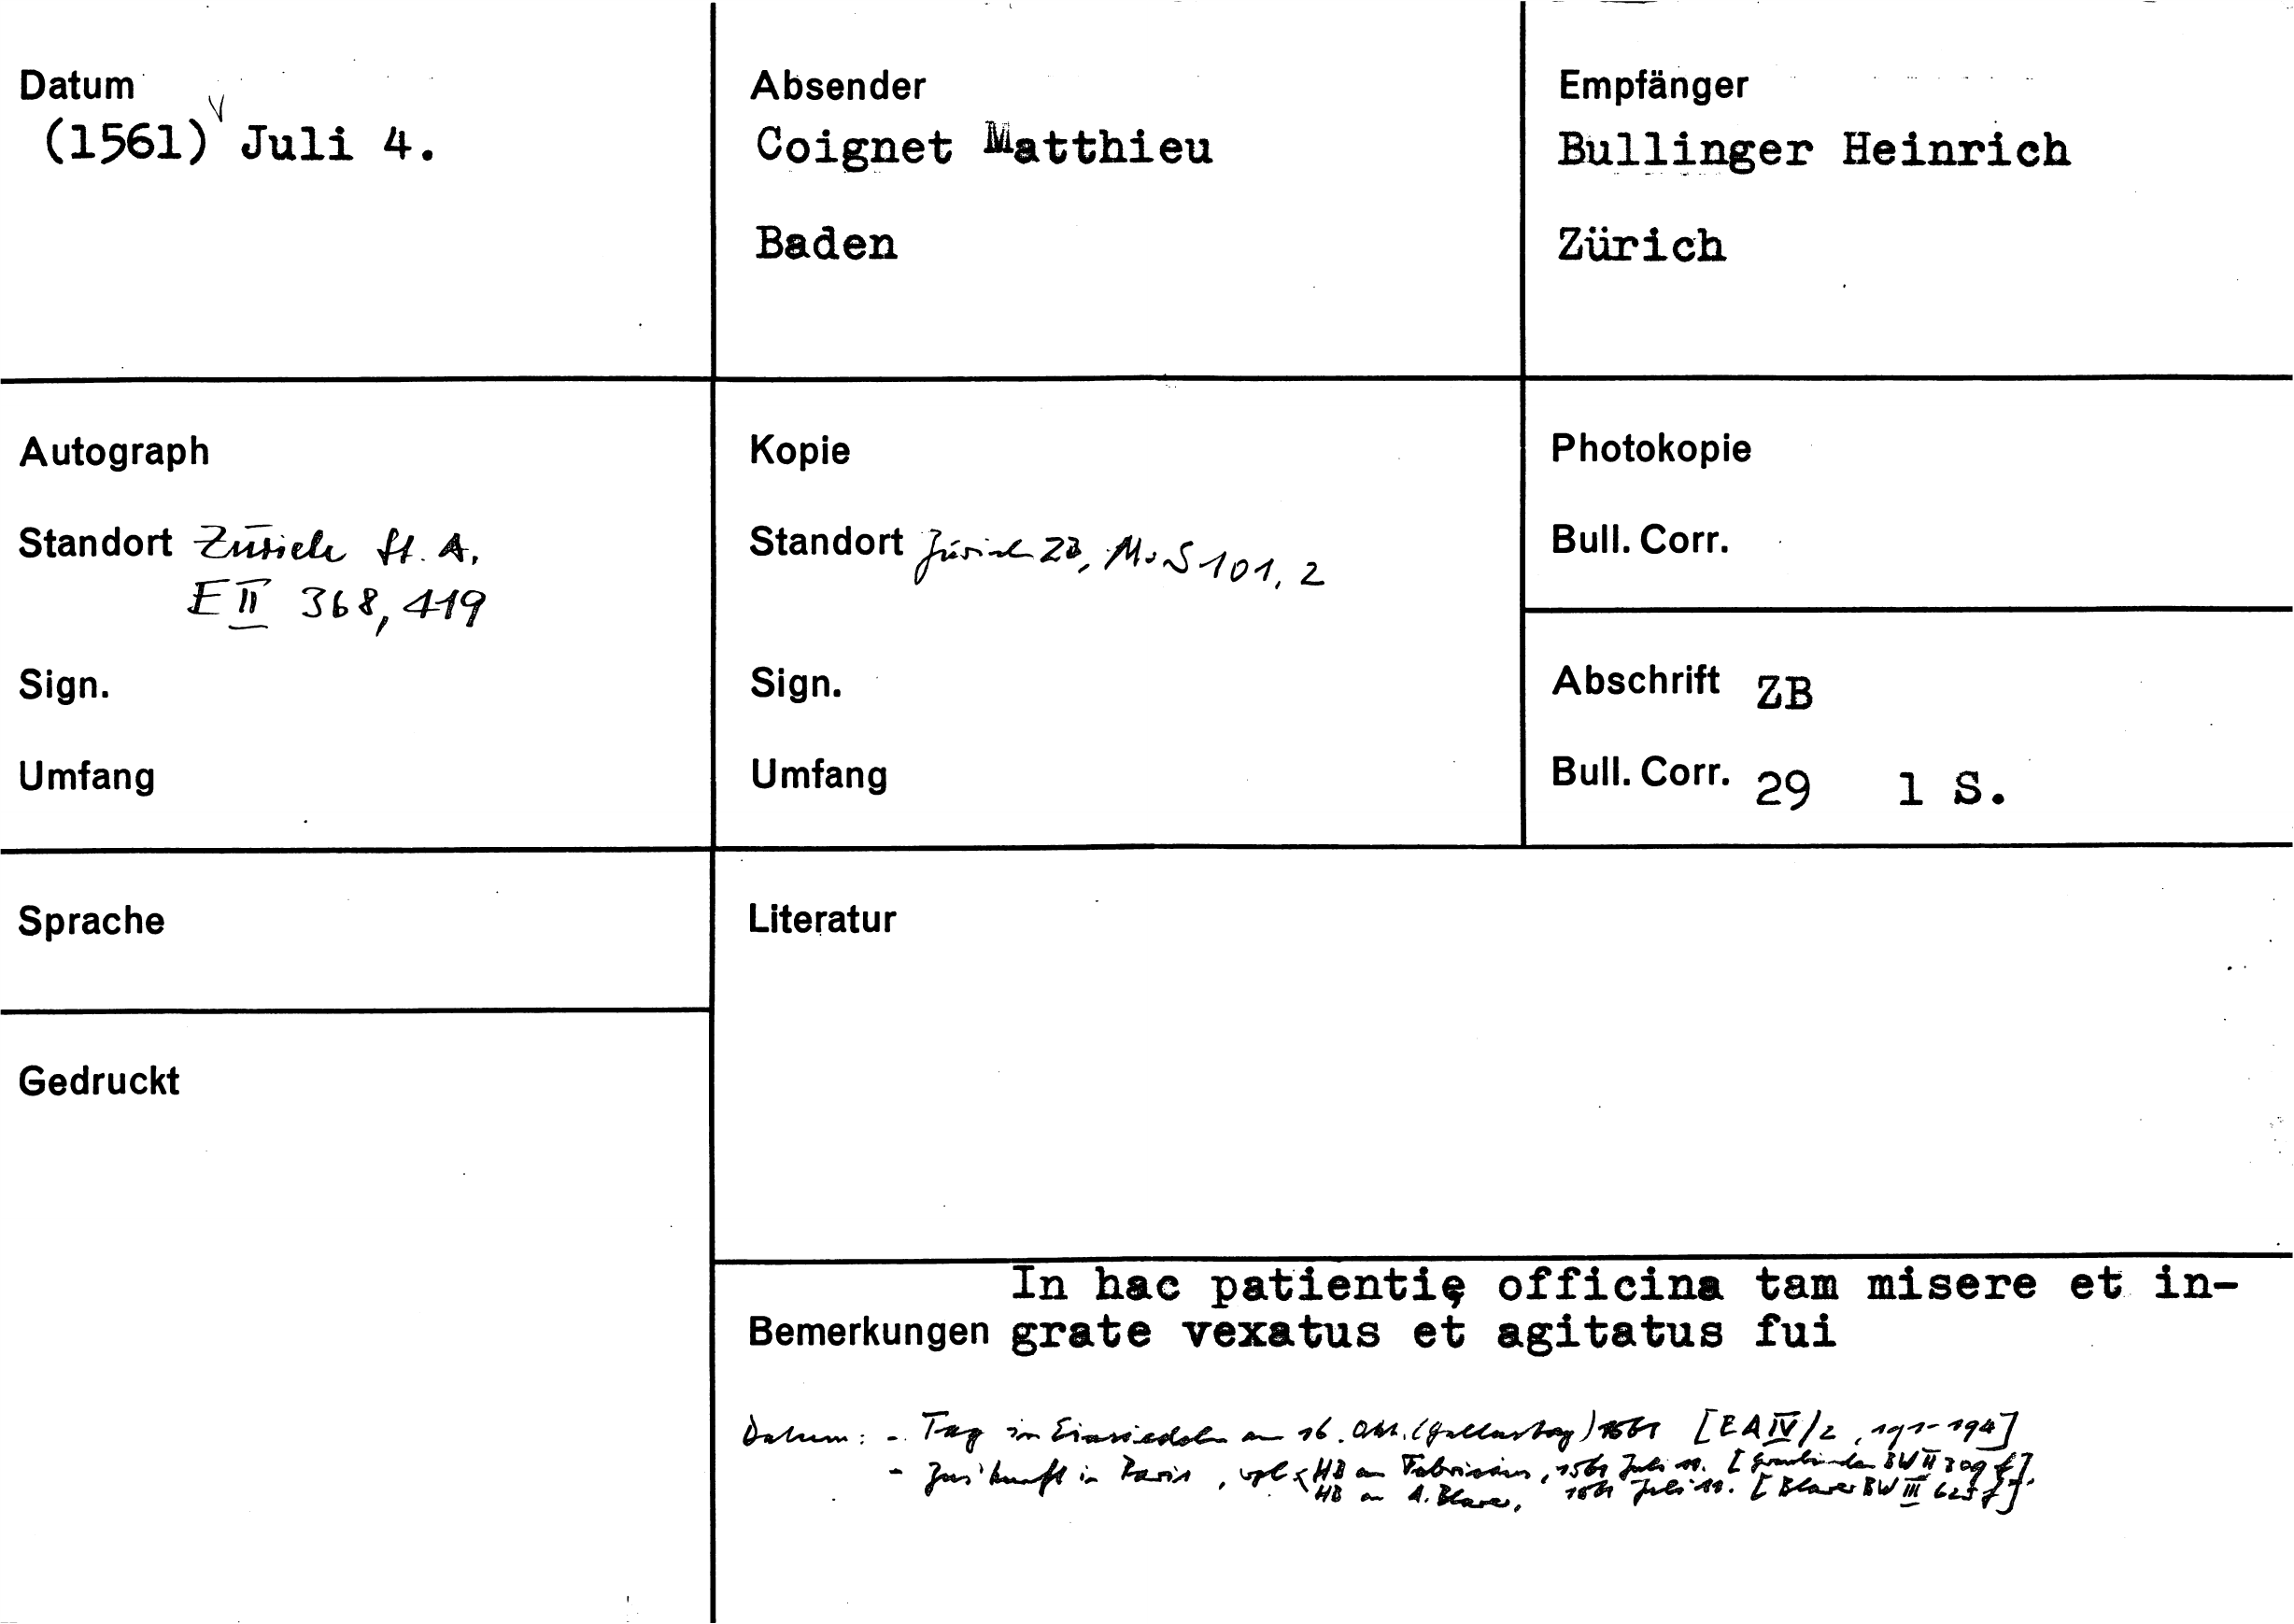 Datum
(1561) Juli 4.
Absender
Coignet Matthieu
Baden
Empfänger
Bullinger Heinrich
Zürich
Autograph
Standort Zürich St. A.
E II 368, 419
Sign.
Umfang
Kopie
Standort Zürich ZB, Ms S 101, 2
Sign.
Umfang
Photokopie
Bull. Corr.
Abschrift ZB
Bull. Corr. 29 1 S.
Sprache
Literatur
Gedruckt
In hac patientię officina tam misere et in-
Bemerkungen grate vexatus et agitatus fui
Datum: - Tag in Einsiedeln am 16. Okt. (Gallustag) 1561 [EA IV/2, 191-194]
- Zus'kunft in Paris, vgl. HB an Fabricius, 1561 Juli 11. [Graubünden BW II 309 f].
HB an A. Blarer, 1561 Juli 11. [Blarer BW III 625 f].